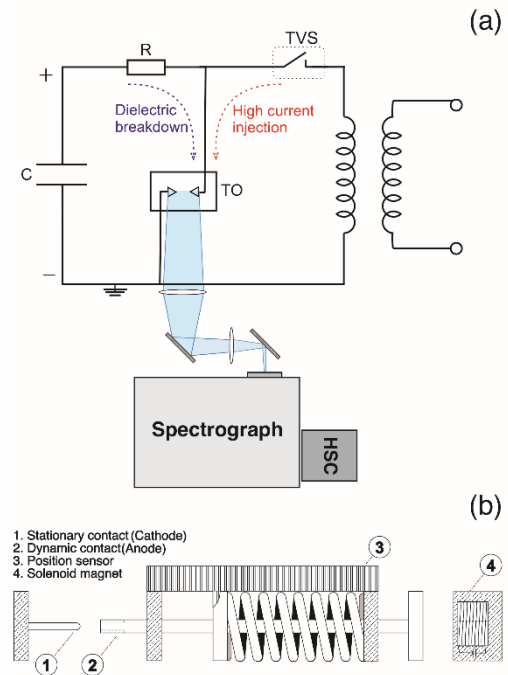 (a)
TVS
R
+
Dielectric
breakdown
High current
injection
C
TO
−
Spectrograph
HSC
(b)
1. Stationary contact(Cathode)
2. Dynamic contact(Anode)
3. Position sensor
4. Solenoid magnet
3
4
1
2